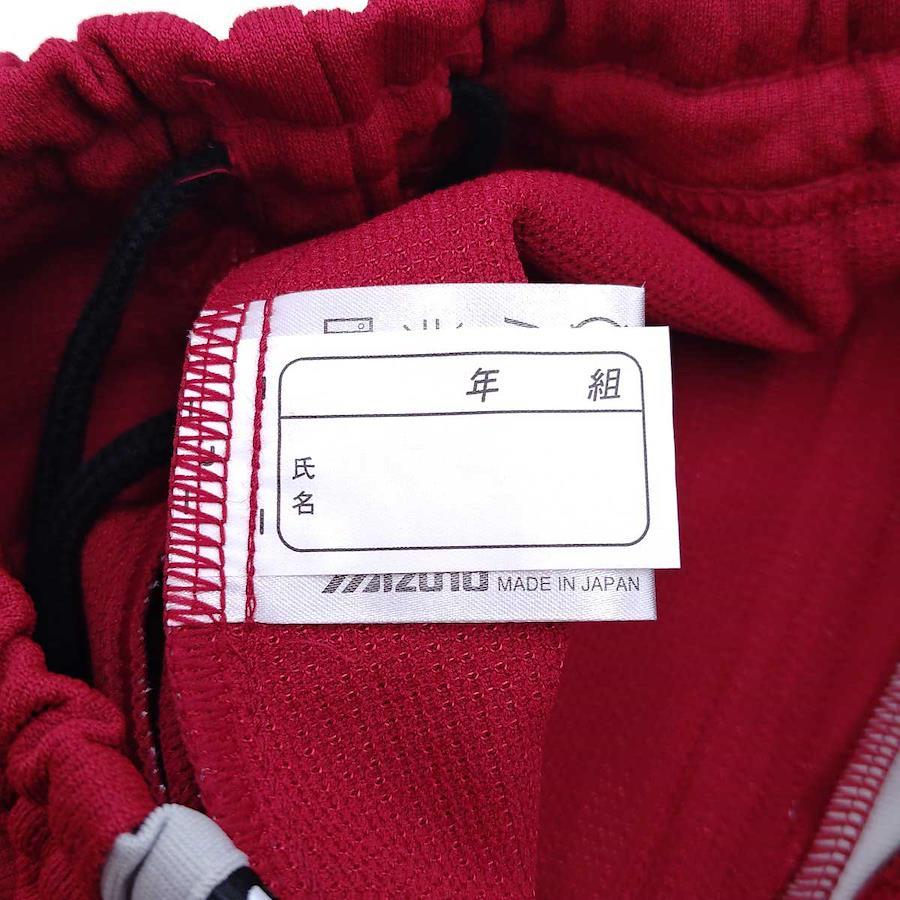 年 組
氏
名
MIZUNO MADE IN JAPAN